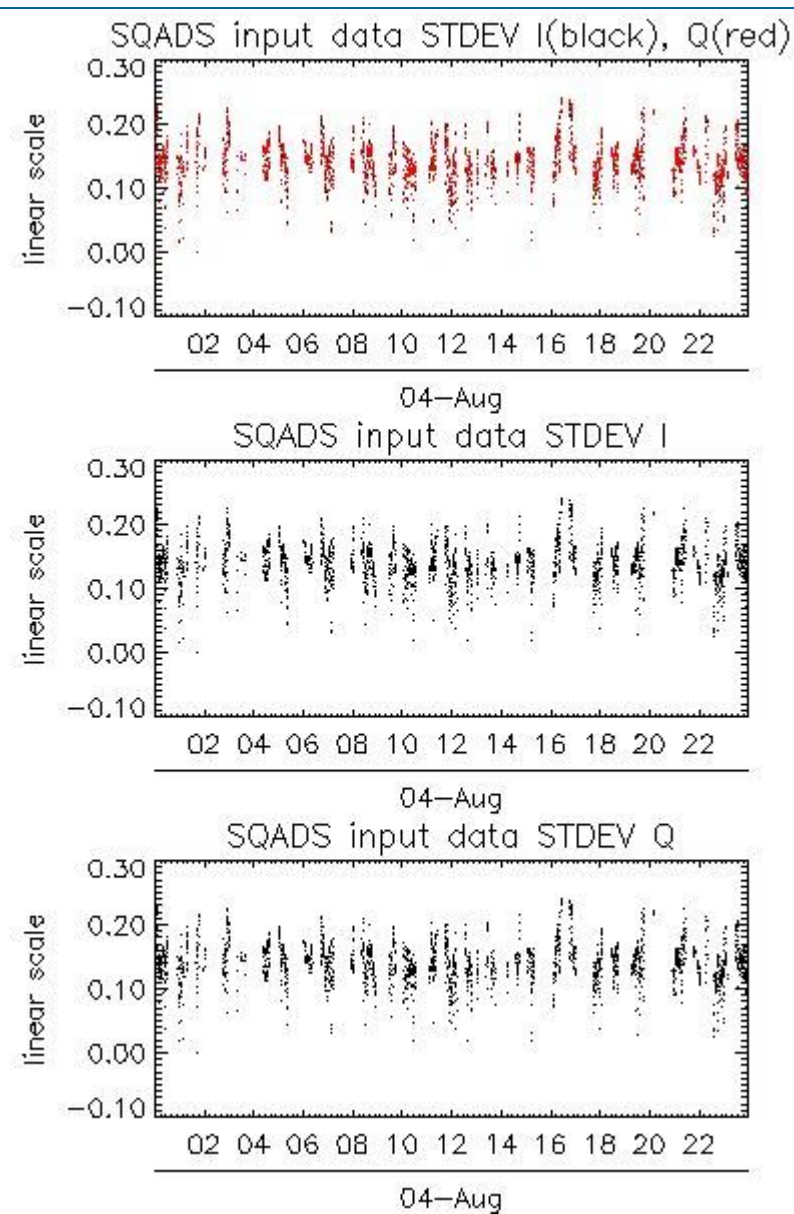 SQADS input data STDEV I(black), Q(red)
0.30
0.20
0.10
0.00
−0.10
linear scale
02 04 06 08 10 12 14 16 18 20 22
04−Aug
SQADS input data STDEV I
0.30
0.20
0.10
0.00
−0.10
linear scale
02 04 06 08 10 12 14 16 18 20 22
04−Aug
SQADS input data STDEV Q
0.30
0.20
0.10
0.00
−0.10
linear scale
02 04 06 08 10 12 14 16 18 20 22
04−Aug